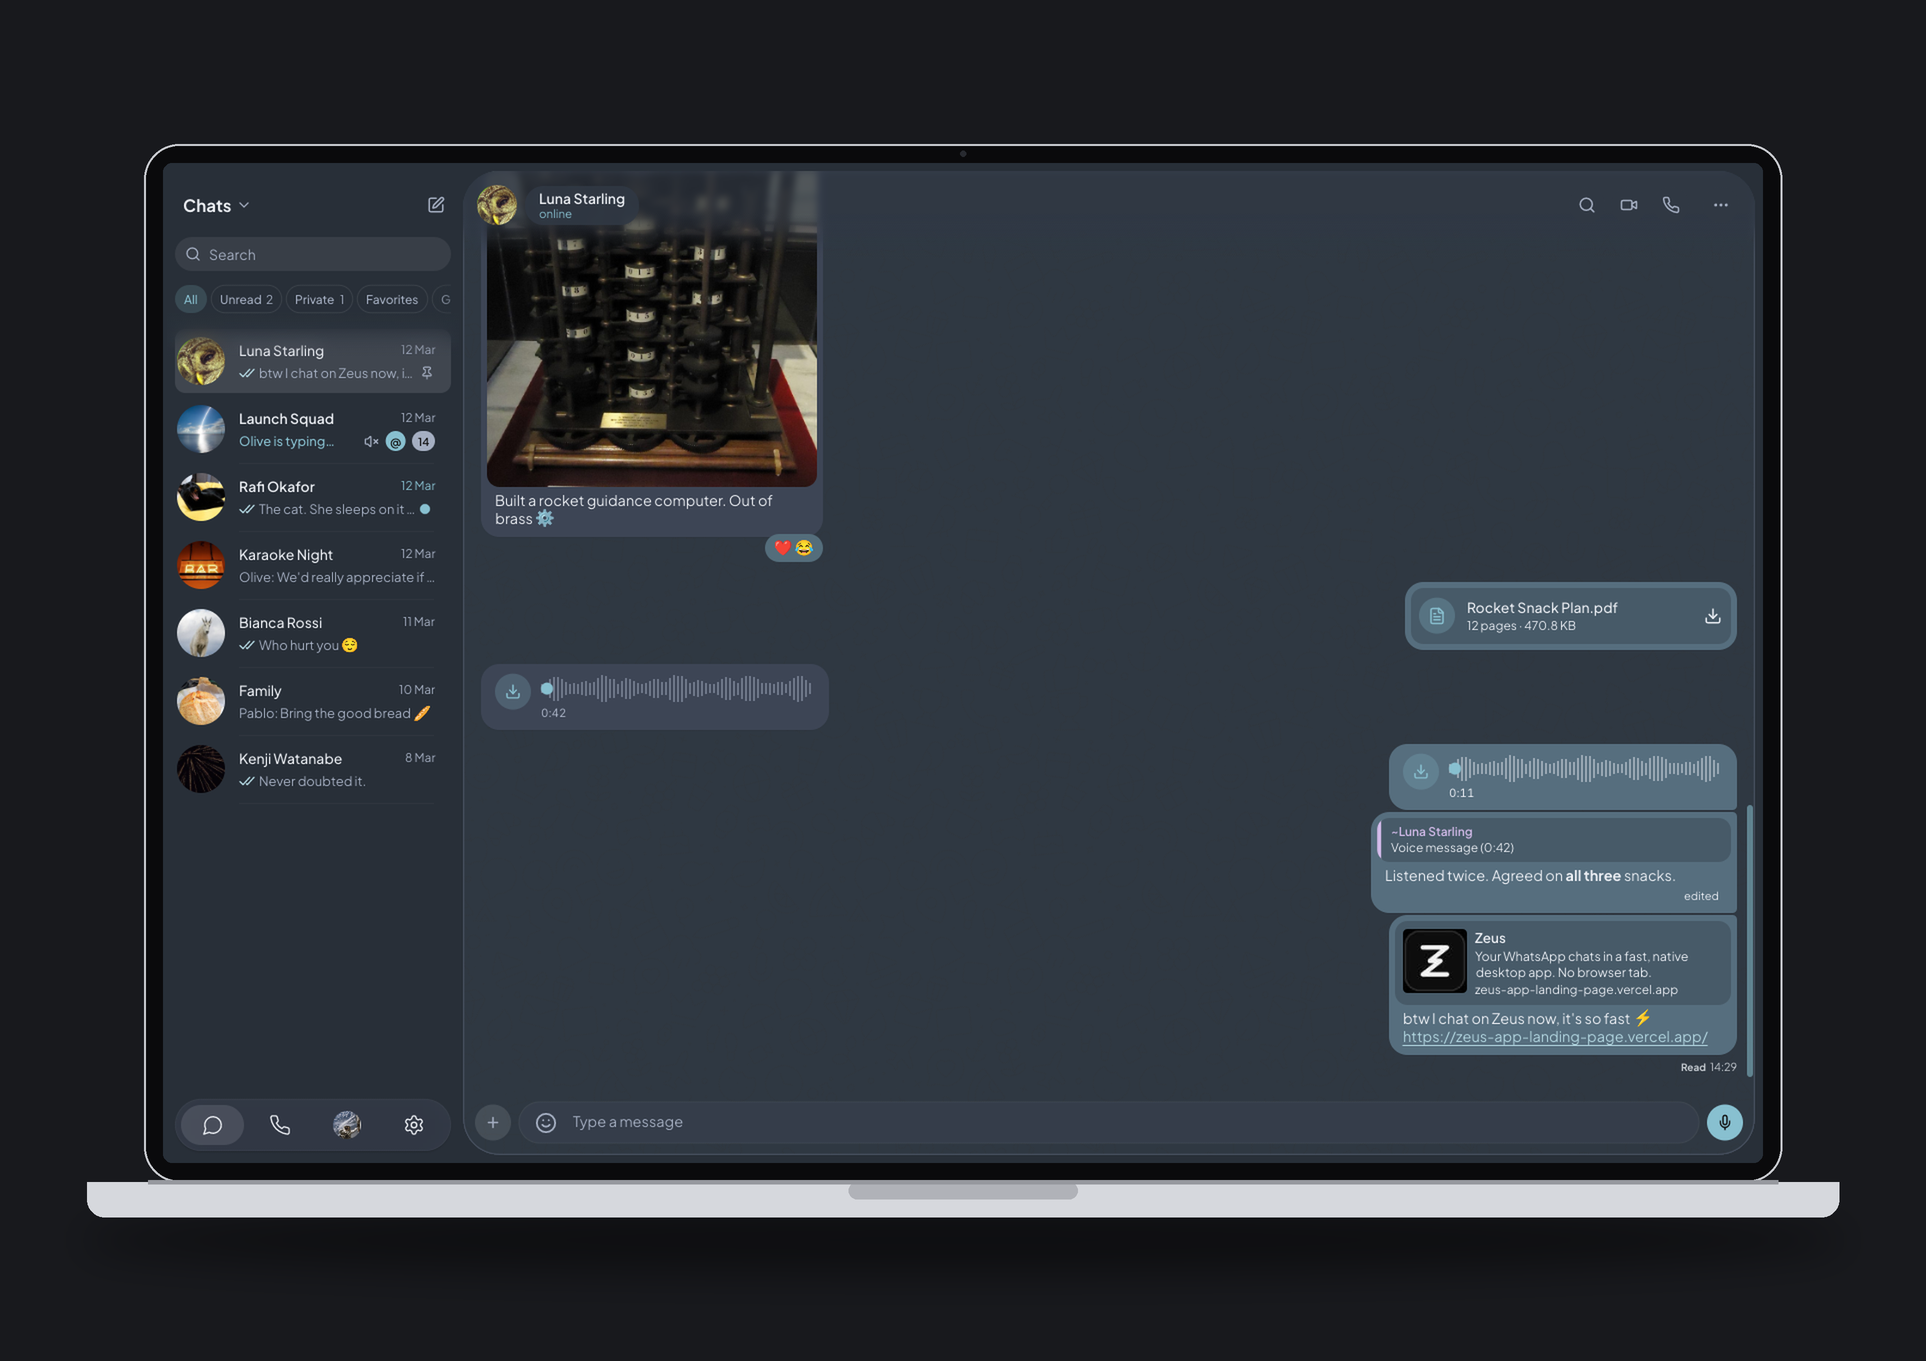 Chats
Search
All
Unread 2
Private 1
Favorites
G
Luna Starling
12 Mar
btw I chat on Zeus now, i...
Launch Squad
12 Mar
Olive is typing...
@
14
Rafi Okafor
12 Mar
The cat. She sleeps on it ...
Karaoke Night
12 Mar
BAR
Olive: We'd really appreciate if ...
Bianca Rossi
11 Mar
Who hurt you 😌
Family
10 Mar
Pablo: Bring the good bread 🥖
Kenji Watanabe
8 Mar
Never doubted it.
Luna Starling
online
Built a rocket guidance computer. Out of
brass ⚙️
❤️ 😂
Rocket Snack Plan.pdf
12 pages · 470.8 KB
0:42
0:11
~Luna Starling
Voice message (0:42)
Listened twice. Agreed on all three snacks.
edited
Z
Zeus
Your WhatsApp chats in a fast, native
desktop app. No browser tab.
zeus-app-landing-page.vercel.app
btw I chat on Zeus now, it's so fast ⚡
https://zeus-app-landing-page.vercel.app/
Read 14:29
Type a message